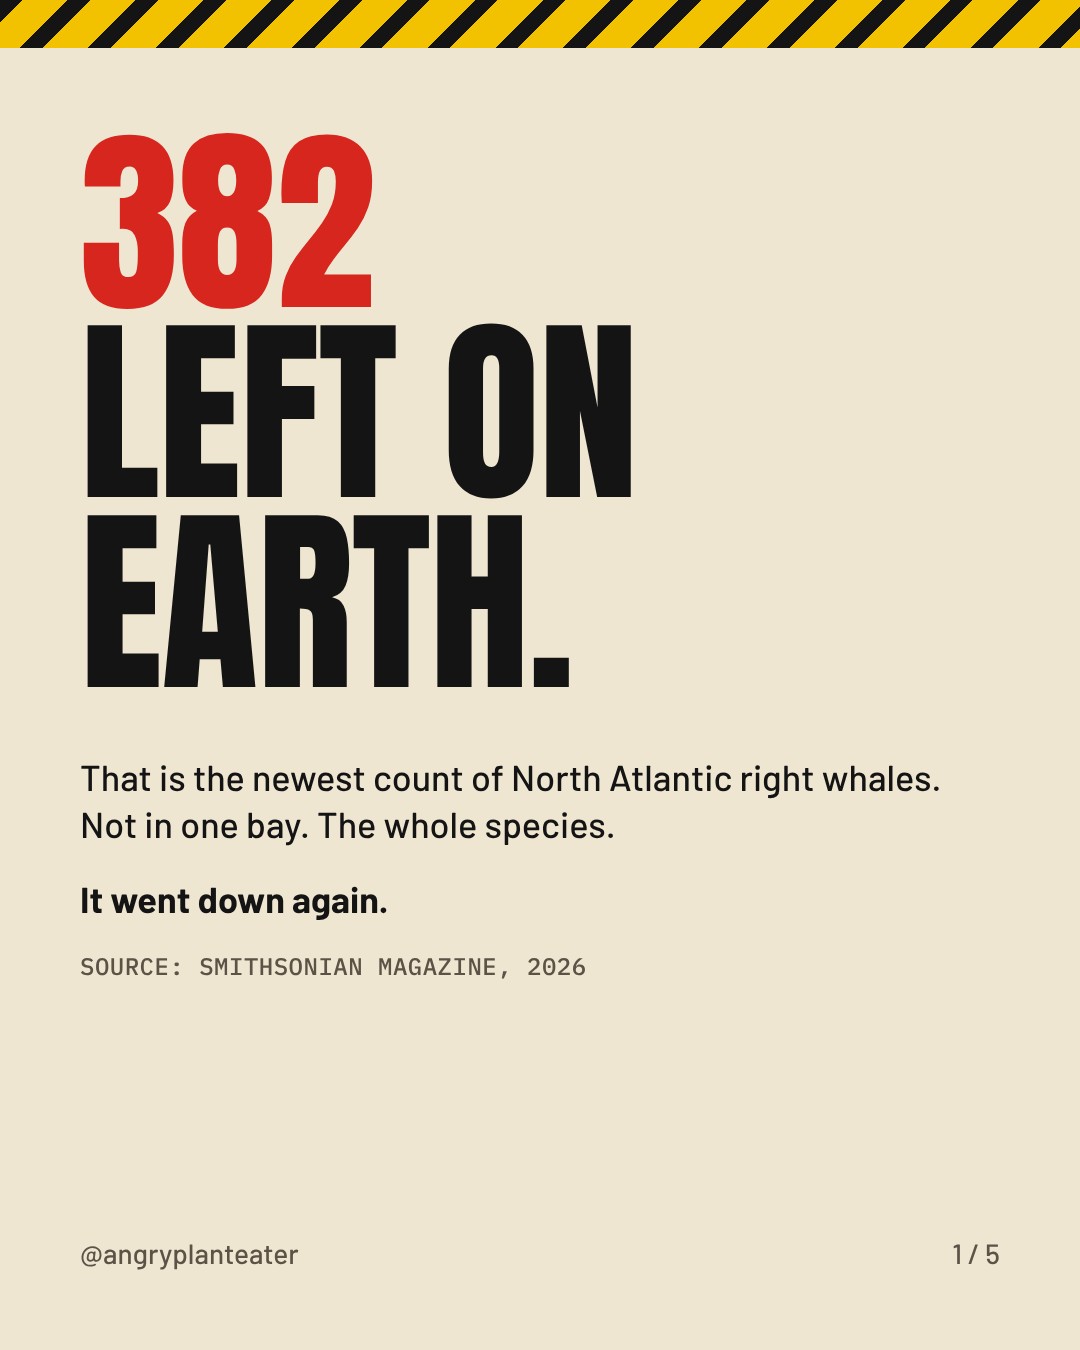 382
LEFT ON
EARTH.
That is the newest count of North Atlantic right whales.
Not in one bay. The whole species.
It went down again.
SOURCE: SMITHSONIAN MAGAZINE, 2026
@angryplanteater
1 / 5